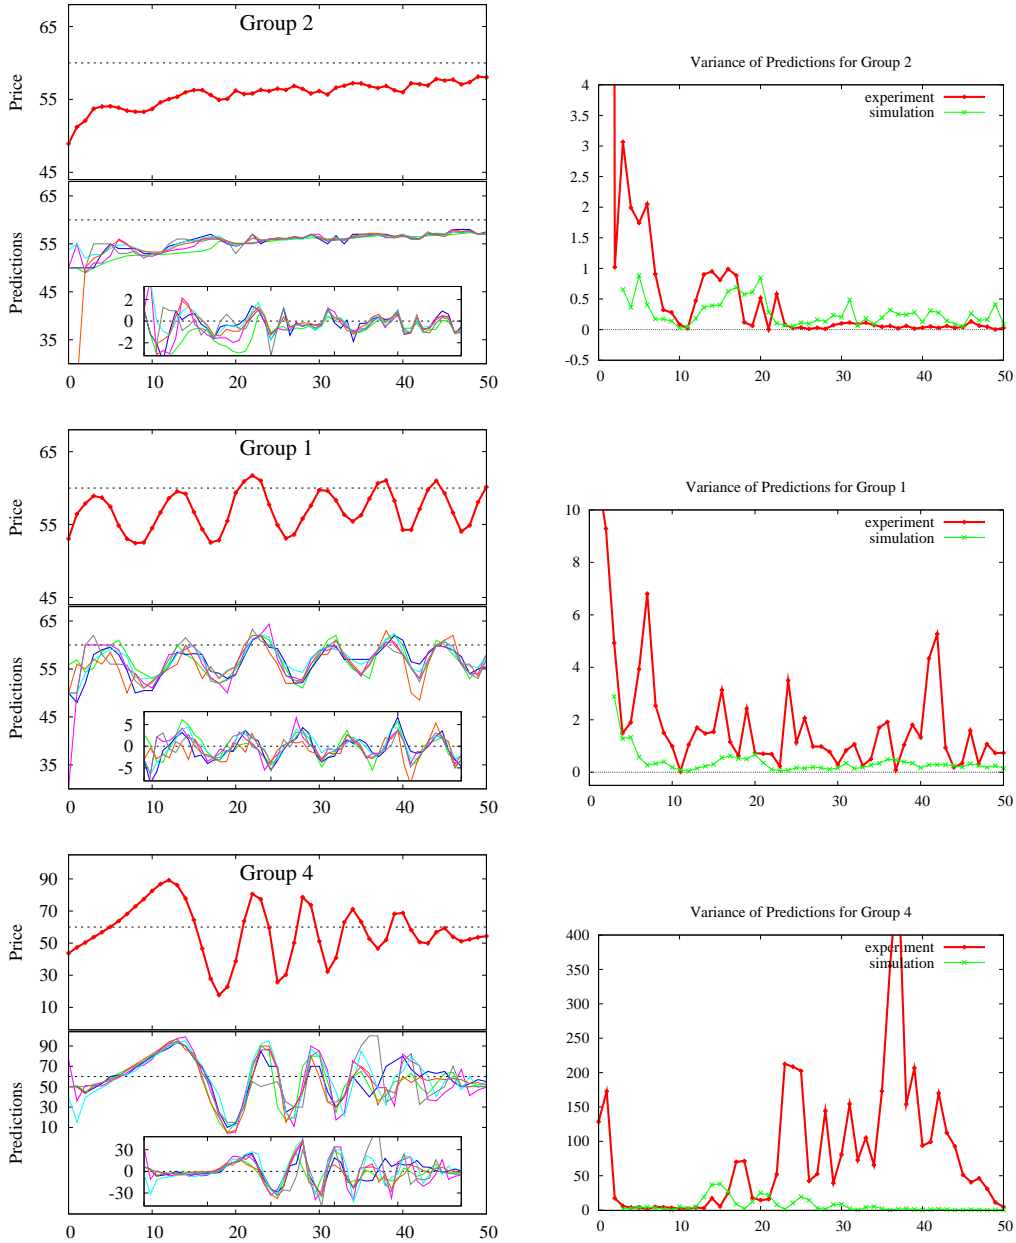 Group 2
65
55
45
Price
65
55
45
35
Predictions
2
0
-2
0 10 20 30 40 50
Variance of Predictions for Group 2
experiment
simulation
4
3.5
3
2.5
2
1.5
1
0.5
0
-0.5
0 10 20 30 40 50
Group 1
65
55
45
Price
65
55
45
35
Predictions
5
0
-5
0 10 20 30 40 50
Variance of Predictions for Group 1
experiment
simulation
10
8
6
4
2
0
0 10 20 30 40 50
Group 4
90
70
50
30
10
Price
90
70
50
30
10
Predictions
30
0
-30
0 10 20 30 40 50
Variance of Predictions for Group 4
experiment
simulation
400
350
300
250
200
150
100
50
0
0 10 20 30 40 50